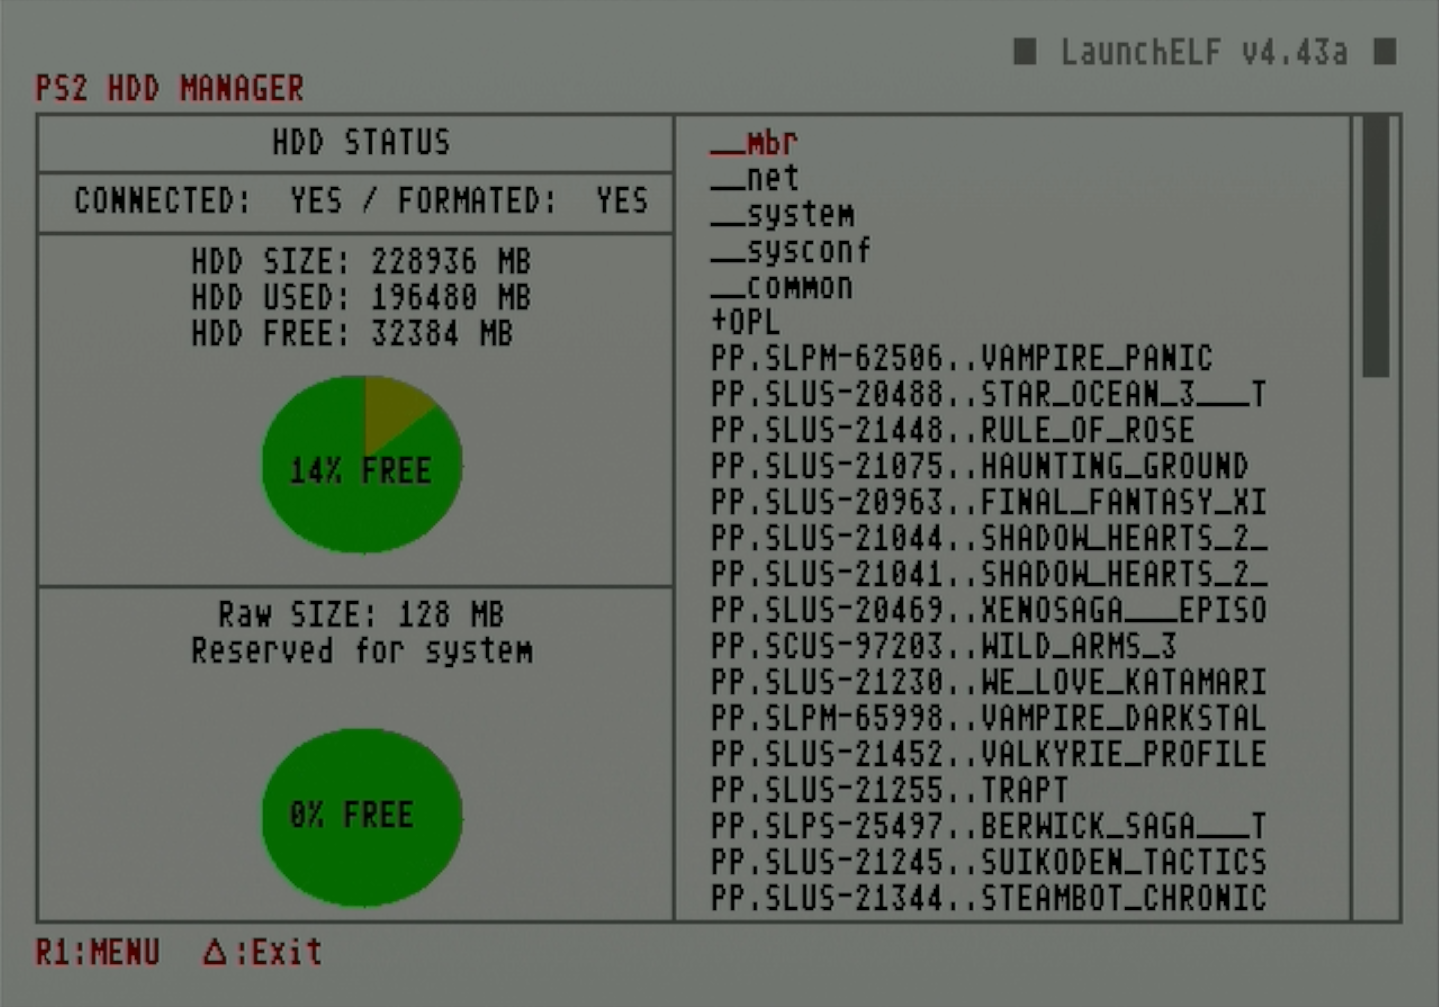 LaunchELF v4.43a
PS2 HDD MANAGER
HDD STATUS
CONNECTED: YES / FORMATED: YES
HDD SIZE: 228936 MB
HDD USED: 196480 MB
HDD FREE: 32384 MB
14% FREE
Raw SIZE: 128 MB
Reserved for system
0% FREE
__mbr
__net
__system
__sysconf
__common
+OPL
PP.SLPM-62506..VAMPIRE_PANIC
PP.SLUS-20488..STAR_OCEAN_3___T
PP.SLUS-21448..RULE_OF_ROSE
PP.SLUS-21075..HAUNTING_GROUND
PP.SLUS-20963..FINAL_FANTASY_XI
PP.SLUS-21044..SHADOW_HEARTS_2_
PP.SLUS-21041..SHADOW_HEARTS_2_
PP.SLUS-20469..XENOSAGA___EPISO
PP.SCUS-97203..WILD_ARMS_3
PP.SLUS-21230..WE_LOVE_KATAMARI
PP.SLPM-65998..VAMPIRE_DARKSTAL
PP.SLUS-21452..VALKYRIE_PROFILE
PP.SLUS-21255..TRAPT
PP.SLPS-25497..BERWICK_SAGA___T
PP.SLUS-21245..SUIKODEN_TACTICS
PP.SLUS-21344..STEAMBOT_CHRONIC
R1:MENU △:Exit